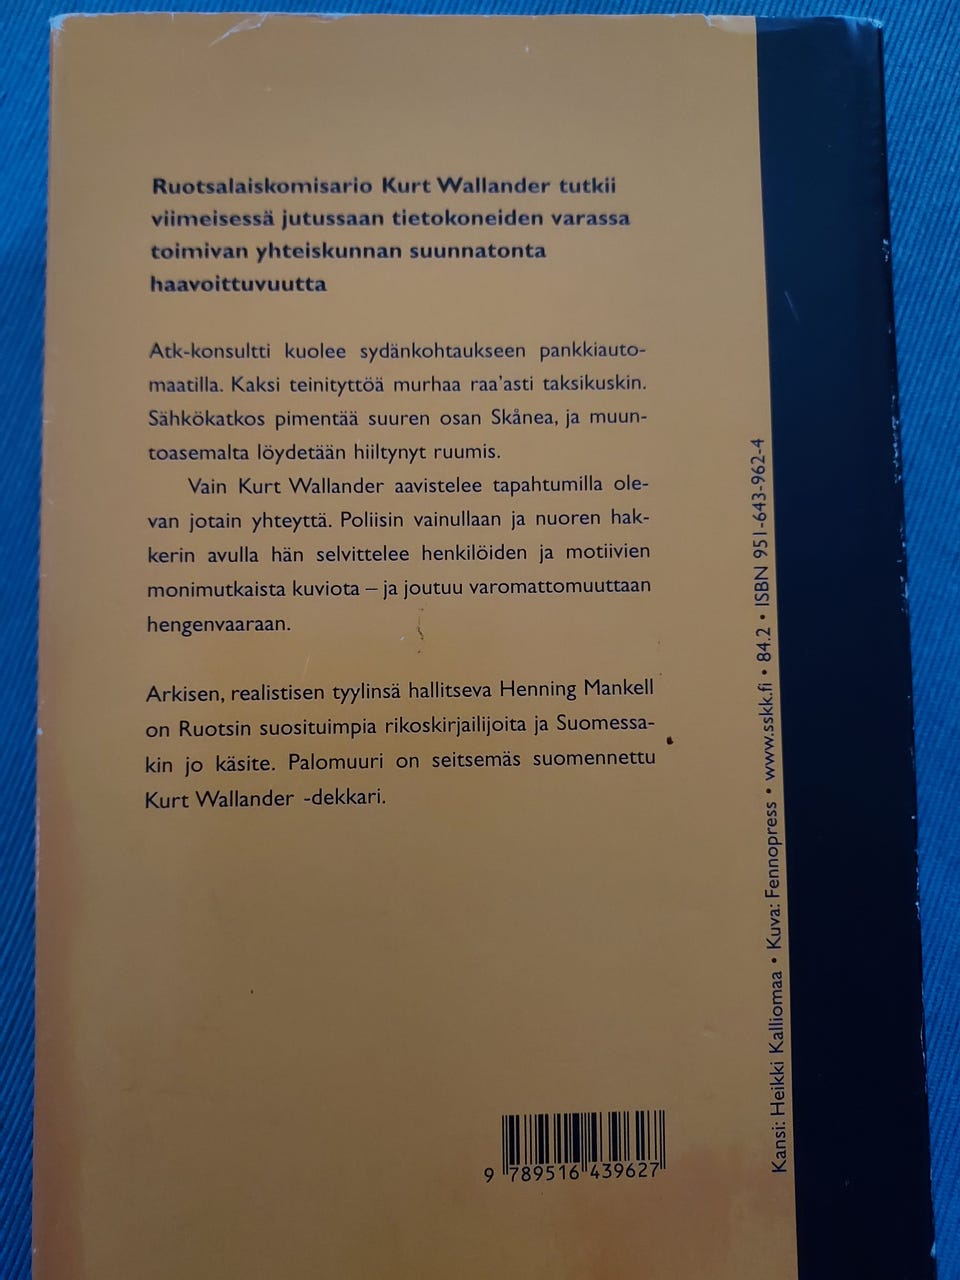 Ruotsalaiskomisario Kurt Wallander tutkii
viimeisessä jutussaan tietokoneiden varassa
toimivan yhteiskunnan suunnatonta
haavoittuvuutta
Atk-konsultti kuolee sydänkohtaukseen pankkiauto-
maatilla. Kaksi teinityttöä murhaa raa'asti taksikuskin.
Sähkökatkos pimentää suuren osan Skånea, ja muun-
toasemalta löydetään hiiltynyt ruumis.
Vain Kurt Wallander aavistelee tapahtumilla ole-
van jotain yhteyttä. Poliisin vainullaan ja nuoren hak-
kerin avulla hän selvittelee henkilöiden ja motiivien
monimutkaista kuviota – ja joutuu varomattomuuttaan
hengenvaaraan.
Arkisen, realistisen tyylinsä hallitseva Henning Mankell
on Ruotsin suosituimpia rikoskirjailijoita ja Suomessa-
kin jo käsite. Palomuuri on seitsemäs suomennettu
Kurt Wallander -dekkari.
Kansi: Heikki Kalliomaa • Kuva: Fennopress • www.sskk.fi • 84.2 • ISBN 951-643-962-4
9 789516 439627